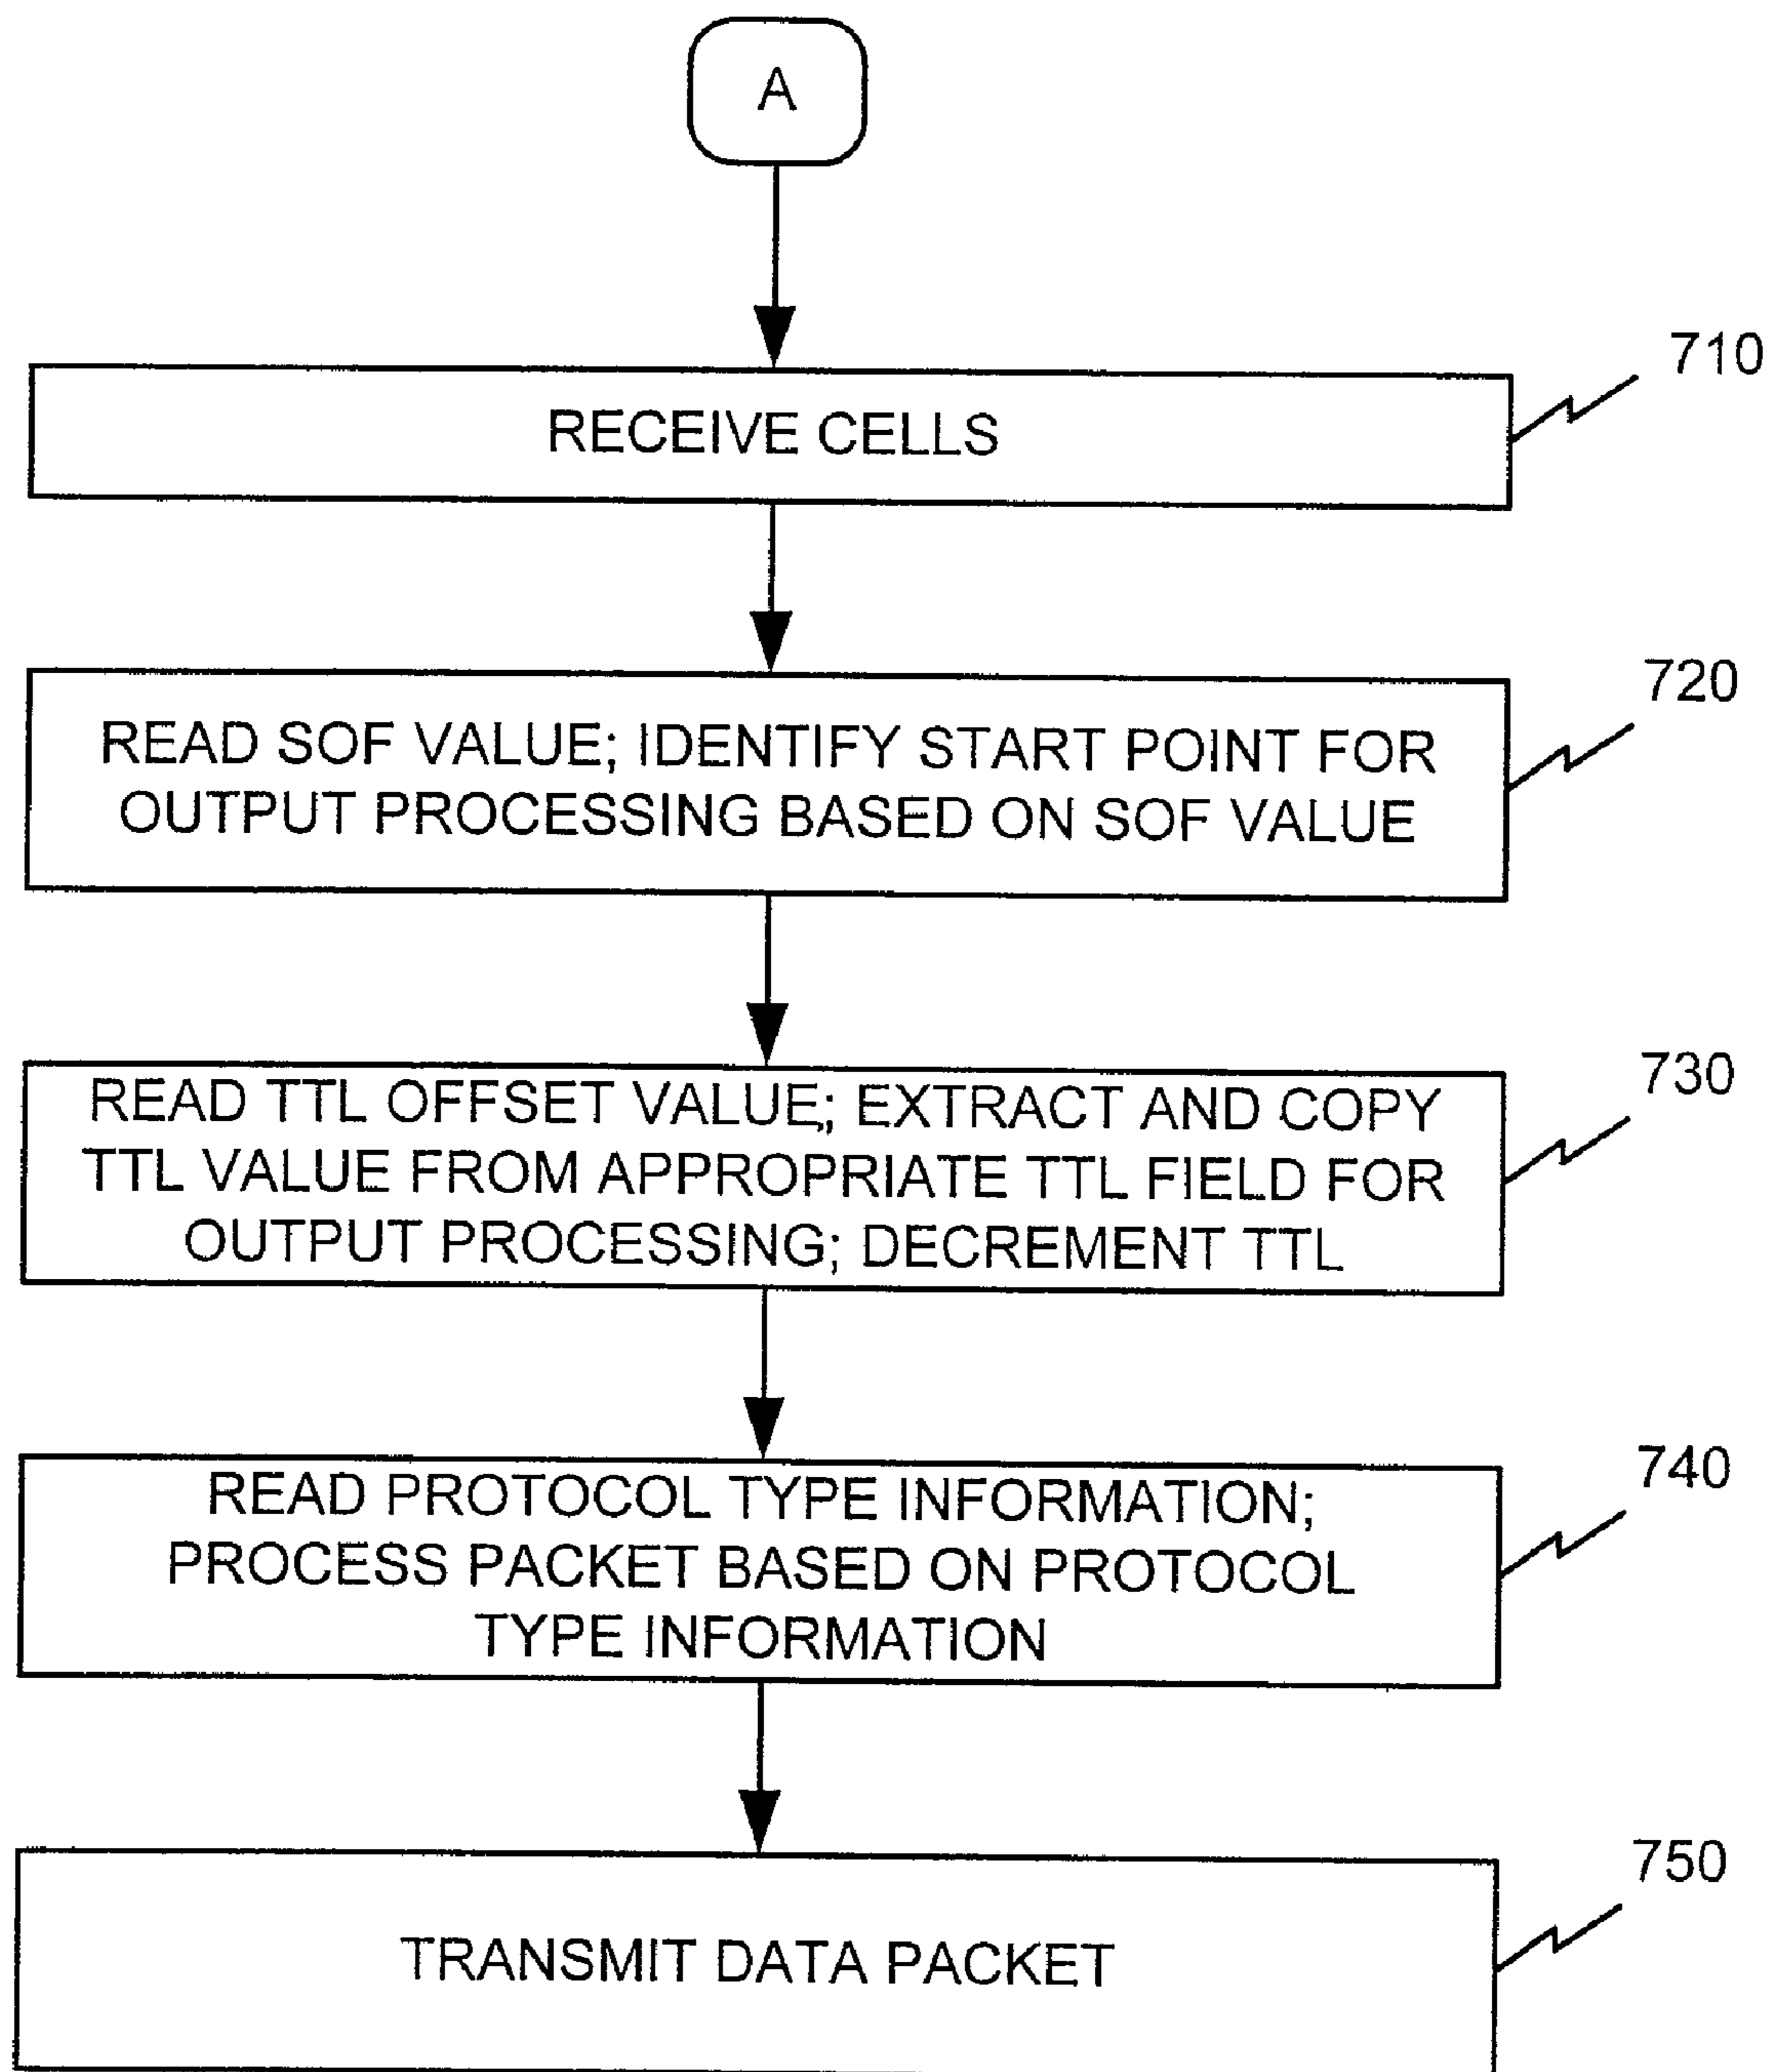 A
710
RECEIVE CELLS
720
READ SOF VALUE; IDENTIFY START POINT FOR
OUTPUT PROCESSING BASED ON SOF VALUE
730
READ TTL OFFSET VALUE; EXTRACT AND COPY
TTL VALUE FROM APPROPRIATE TTL FIELD FOR
OUTPUT PROCESSING; DECREMENT TTL
740
READ PROTOCOL TYPE INFORMATION;
PROCESS PACKET BASED ON PROTOCOL
TYPE INFORMATION
750
TRANSMIT DATA PACKET